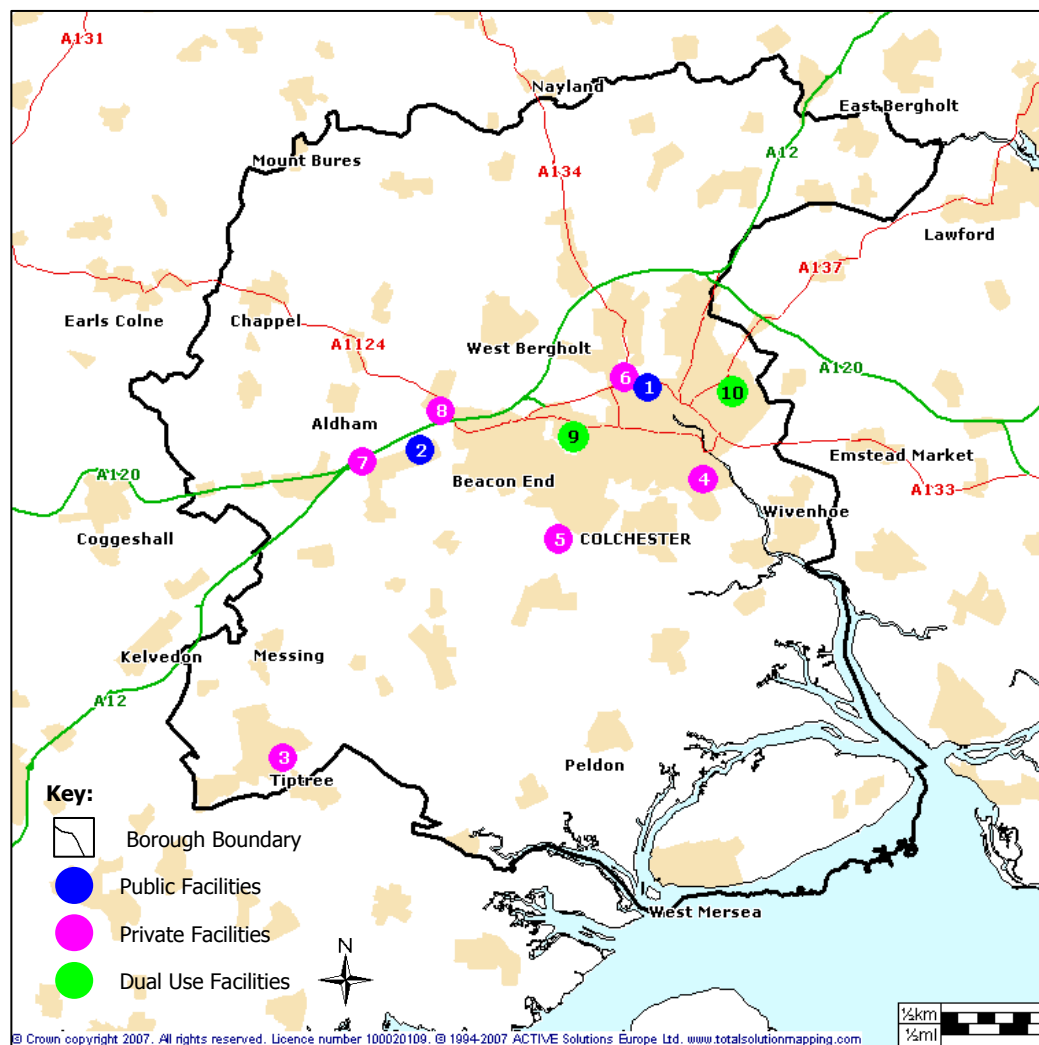 A131
Nayland
East Bergholt
A12
Mount Bures
A134
Lawford
A137
Earls Colne
Chappel
A1124
West Bergholt
A120
6
1
10
8
Aldham
9
2
7
Emstead Market
A120
Beacon End
4
A133
Wivenhoe
Coggeshall
5
COLCHESTER
Kelvedon
Messing
A12
3
Tiptree
Peldon
Key:
Borough Boundary
Public Facilities
West Mersea
Private Facilities
N
Dual Use Facilities
½km
½ml
© Crown copyright 2007. All rights reserved. Licence number 100020109. © 1994-2007 ACTIVE Solutions Europe Ltd. www.totalsolutionmapping.com